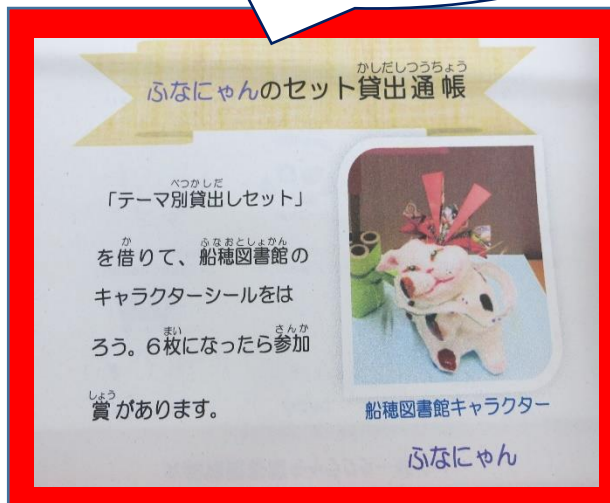 ふなにゃんのセット貸出通帳
かしだしつうちょう
「テーマ別貸出しセット」
べつかしだ
を借りて、船穂図書館の
か
ふなおとしょかん
キャラクターシールをは
ろう。6枚になったら参加
まい
さんか
賞があります。
しょう
船穂図書館キャラクター
ふなにゃん